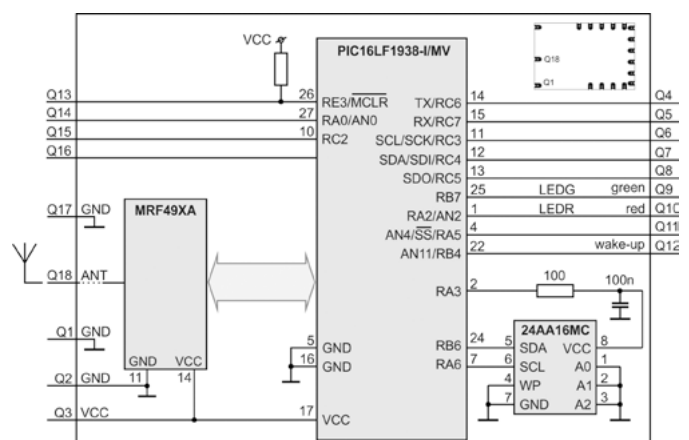 VCC
PIC16LF1938-I/MV
Q18
Q1
Q13 26 RE3/MCLR TX/RC6 14 Q4
Q14 27 RA0/AN0 RX/RC7 15 Q5
Q15 10 RC2 SCL/SCK/RC3 11 Q6
Q16 SDA/SDI/RC4 12 Q7
SDO/RC5 13 Q8
RB7 25 LEDG green Q9
RA2/AN2 1 LEDR red Q10
AN4/SS/RA5 4 Q11
AN11/RB4 22 wake-up Q12
Q17 GND
MRF49XA
Q18 ANT
RA3 2 100 100n
24AA16MC
Q1 GND
5 GND RB6 24 5 SDA VCC 8
16 GND RA6 7 6 SCL A0 1
4 WP A1 2
7 GND A2 3
GND VCC
Q2 GND 11 14
Q3 VCC 17 VCC